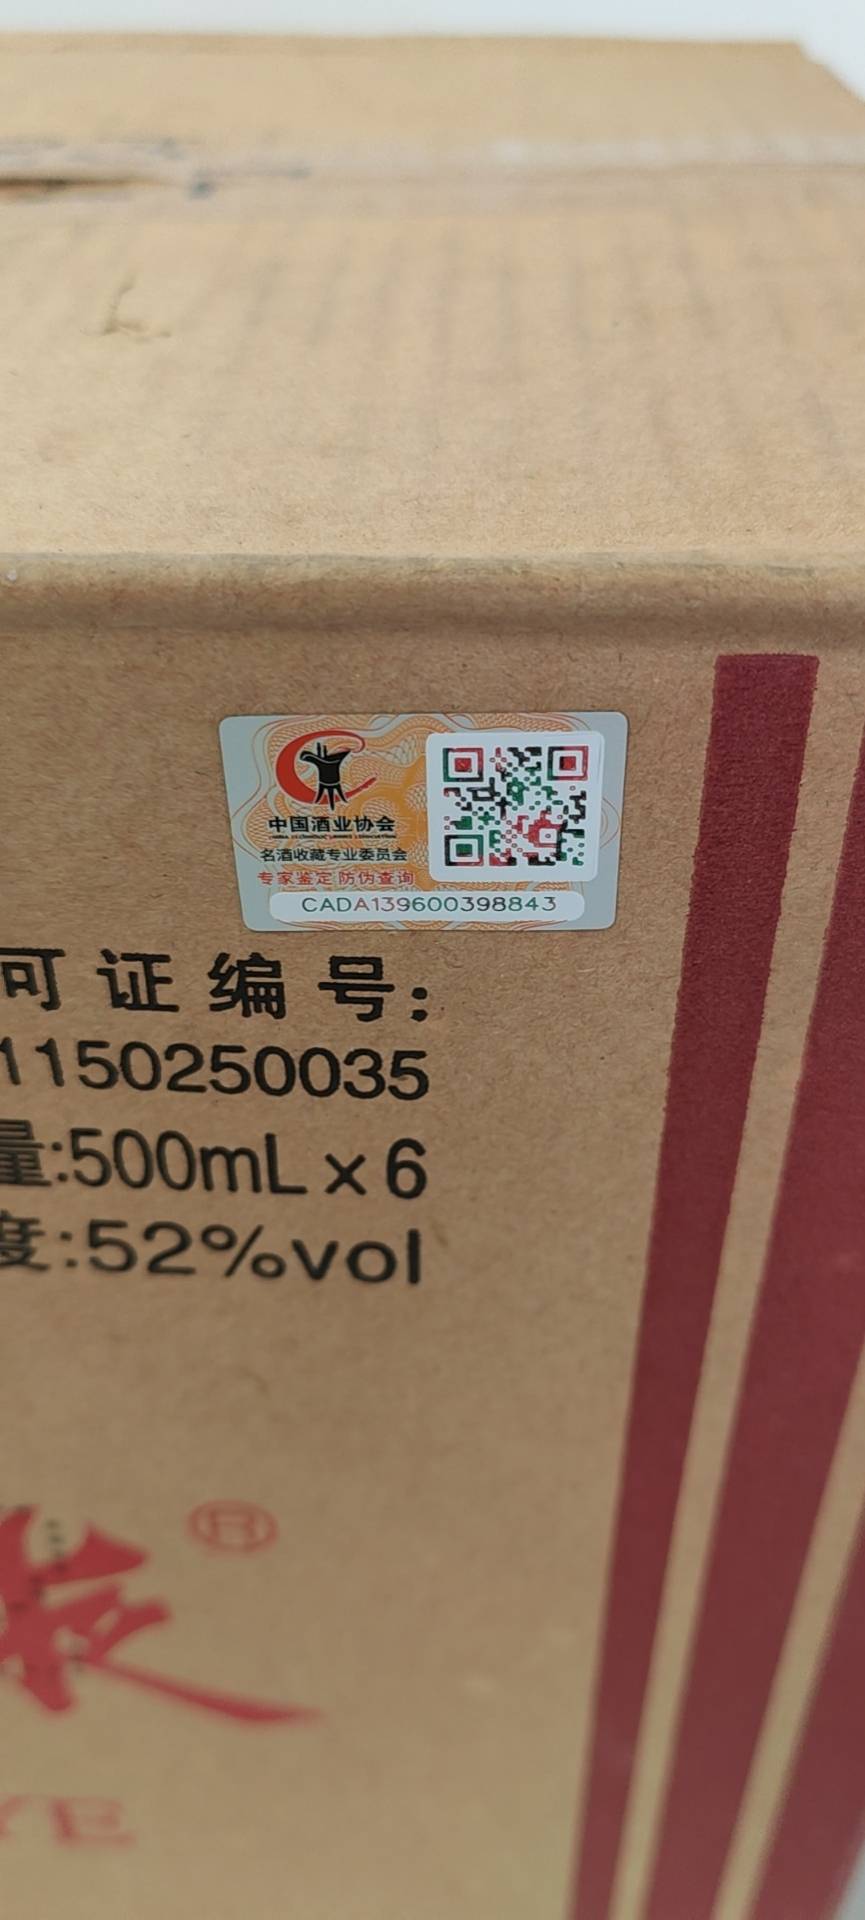 中国酒业协会
名酒收藏专业委员会
专家鉴定 防伪查询
CADA139600398843
可证编号:
1150250035
量:500mL×6
度:52%vol
®
YE